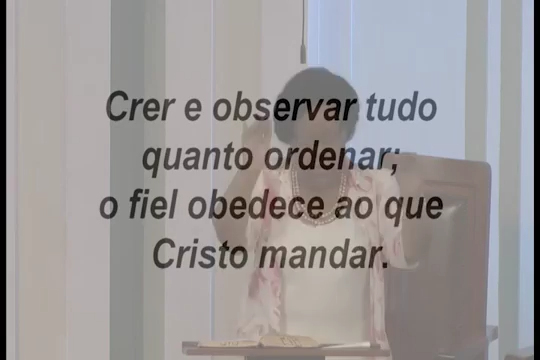 Crer e observar tudo
quanto ordenar;
o fiel obedece ao que
Cristo mandar.